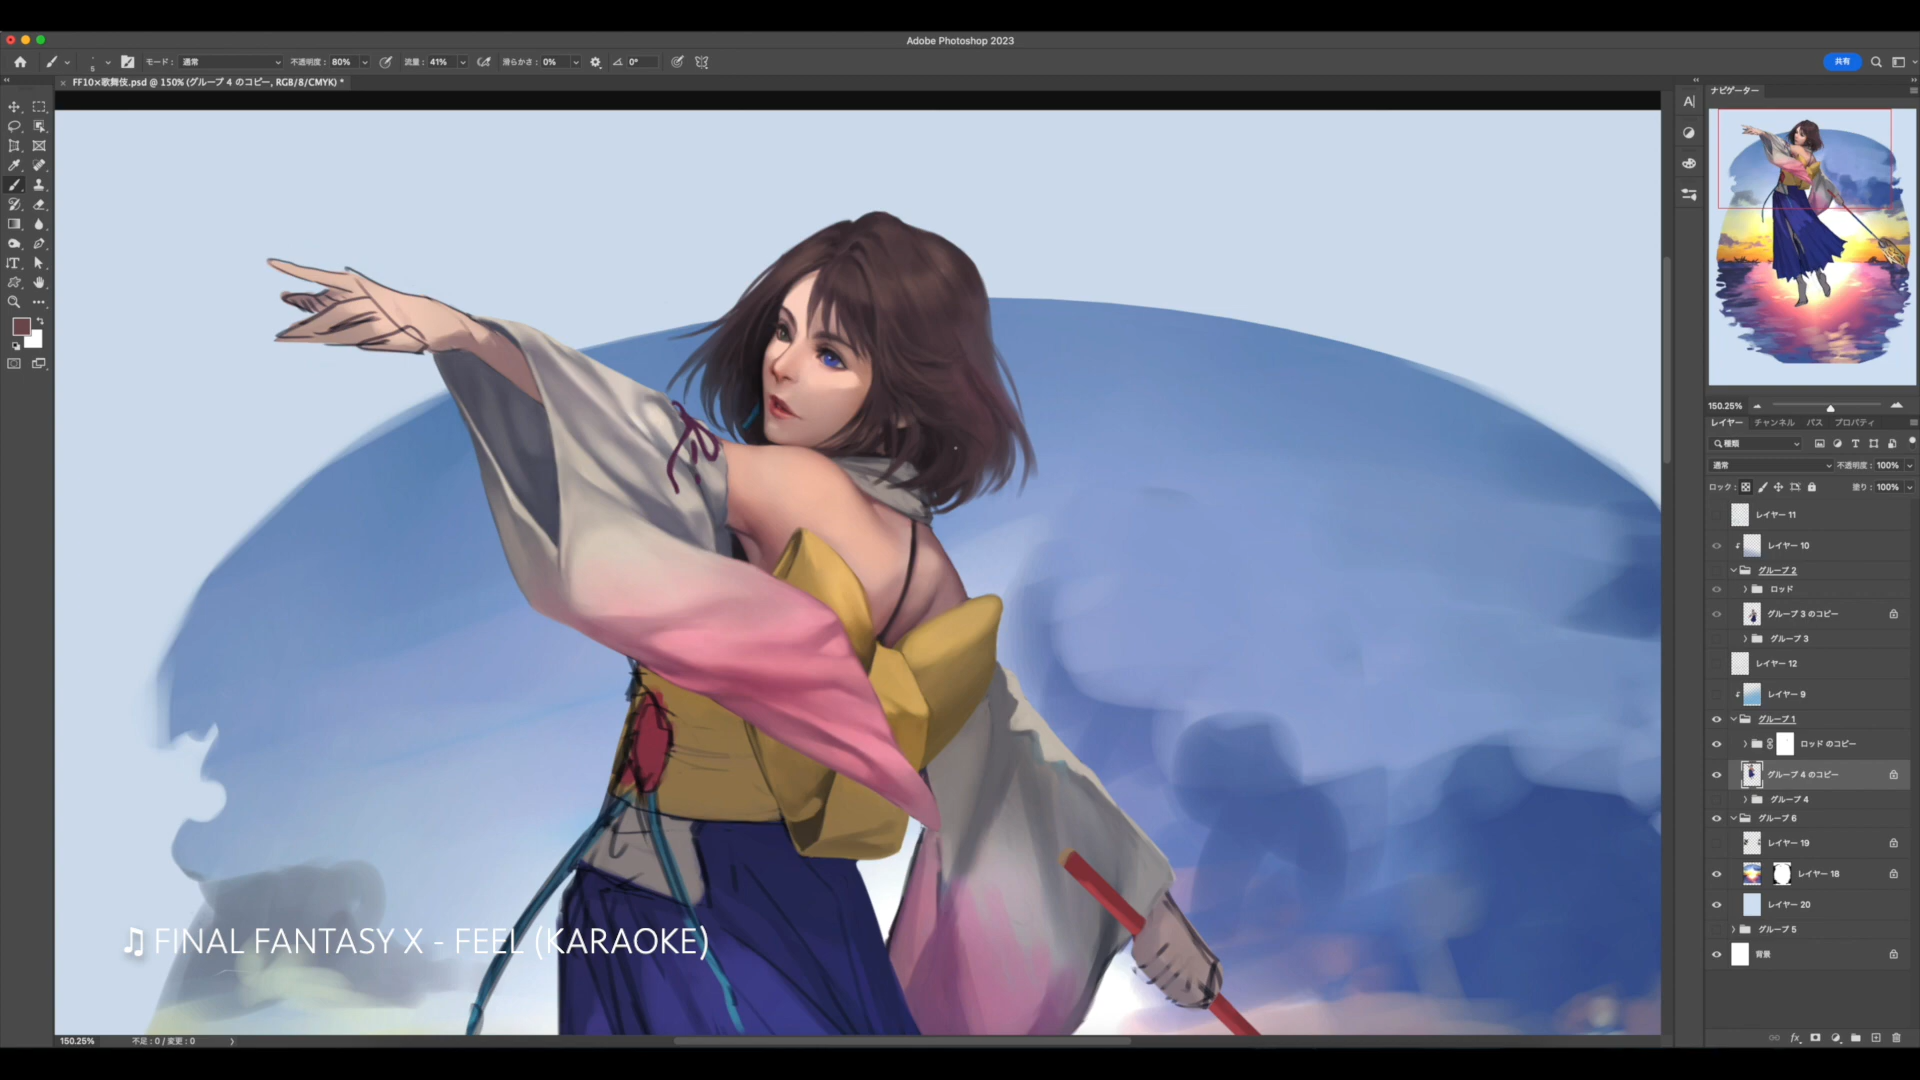 Adobe Photoshop 2023
5 モード： 通常 不透明度： 80% 流量： 41% 滑らかさ： 0% 0° 共有
FF10×歌舞伎.psd @ 150% (グループ 4 のコピー, RGB/8/CMYK) *
ナビゲーター
150.25%
レイヤー チャンネル パス プロパティ
種類
通常 不透明度： 100%
ロック： 塗り： 100%
レイヤー 11
レイヤー 10
グループ 2
ロッド
グループ 3 のコピー
グループ 3
レイヤー 12
レイヤー 9
グループ 1
ロッド のコピー
グループ 4 のコピー
グループ 4
グループ 6
レイヤー 19
レイヤー 18
レイヤー 20
グループ 5
背景
♫ FINAL FANTASY X - FEEL (KARAOKE)
150.25% 不足 : 0 / 変更 : 0